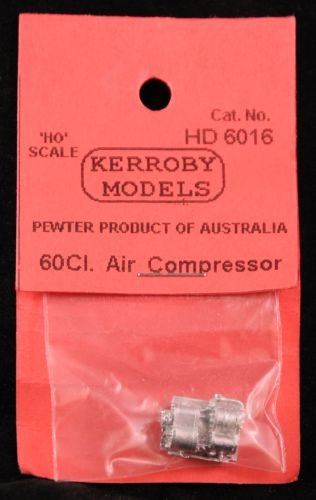 Cat. No.
HD 6016
'HO'
SCALE
KERROBY
MODELS
PEWTER PRODUCT OF AUSTRALIA
60Cl. Air Compressor